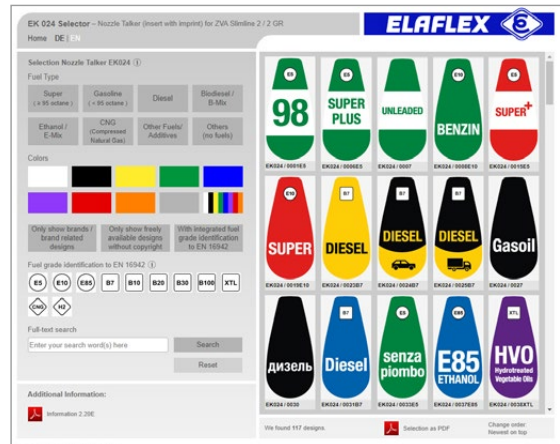 EK 024 Selector – Nozzle Talker (insert with imprint) for ZVA Slimline 2 / 2 GR
Home DE | EN
ELAFLEX
Selection Nozzle Talker EK024 ⓘ
Fuel Type
Super
( ≥ 95 octane )
Gasoline
( < 95 octane )
Diesel
Biodiesel /
B-Mix
Ethanol /
E-Mix
CNG
(Compressed
Natural Gas)
Other Fuels/
Additives
Others
(no fuels)
Colors
Only show brands /
brand related
designs
Only show freely
available designs
without copyright
With integrated fuel
grade identification
to EN 16942
Fuel grade identification to EN 16942 ⓘ
E5 E10 E85 B7 B10 B20 B30 B100 XTL
CNG H2
Full-text search
Enter your search word(s) here
Search
Reset
Additional Information:
Information 2.20E
E5
98
EK024 / 0001E5
E5
SUPER
PLUS
EK024 / 0006E5
UNLEADED
EK024 / 0007
E10
BENZIN
EK024 / 0008E10
E5
SUPER+
EK024 / 0015E5
E10
SUPER
EK024 / 0019E10
B7
DIESEL
EK024 / 0023B7
B7
DIESEL
EK024 / 0024B7
B7
DIESEL
EK024 / 0025B7
Gasoil
EK024 / 0027
дизель
EK024 / 0030
B7
Diesel
EK024 / 0031B7
E5
senza
piombo
EK024 / 0033E5
E85
E85
ETHANOL
EK024 / 0037E85
XTL
HVO
Hydrotreated
Vegetable Oils
EK024 / 0038XTL
We found 117 designs.
Selection as PDF
Change order:
Newest on top